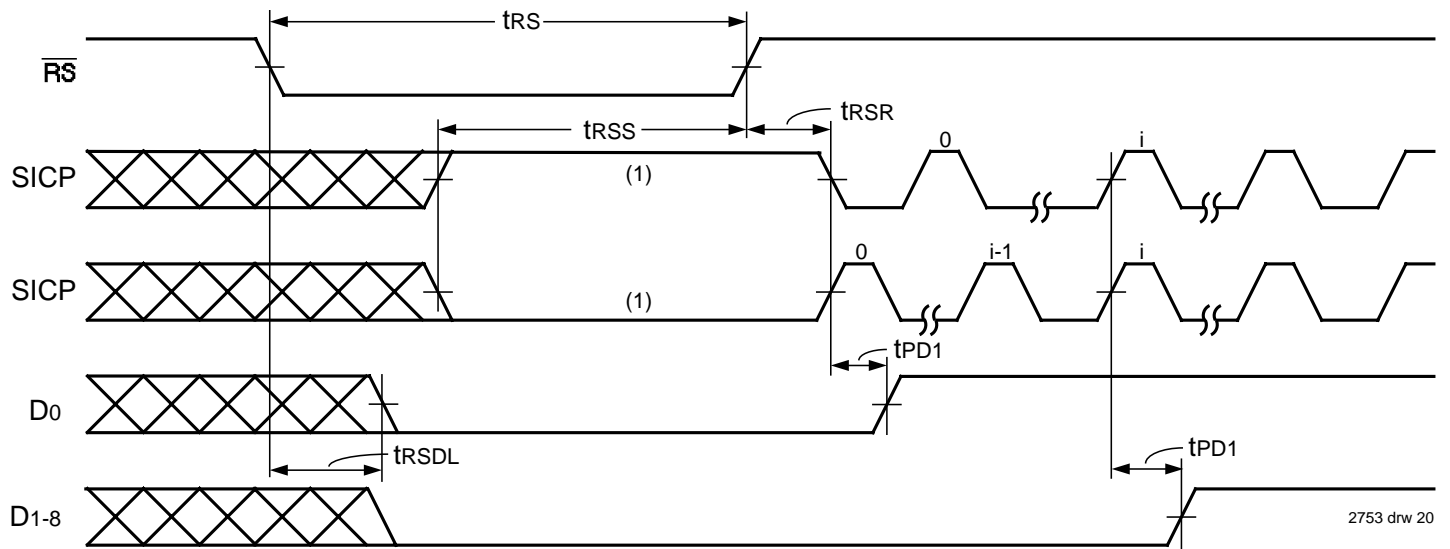 tRS
RS
tRSS
tRSR
SICP
(1)
0
i
SICP
(1)
0
i-1
i
tPD1
D0
tRSDL
tPD1
D1-8
2753 drw 20